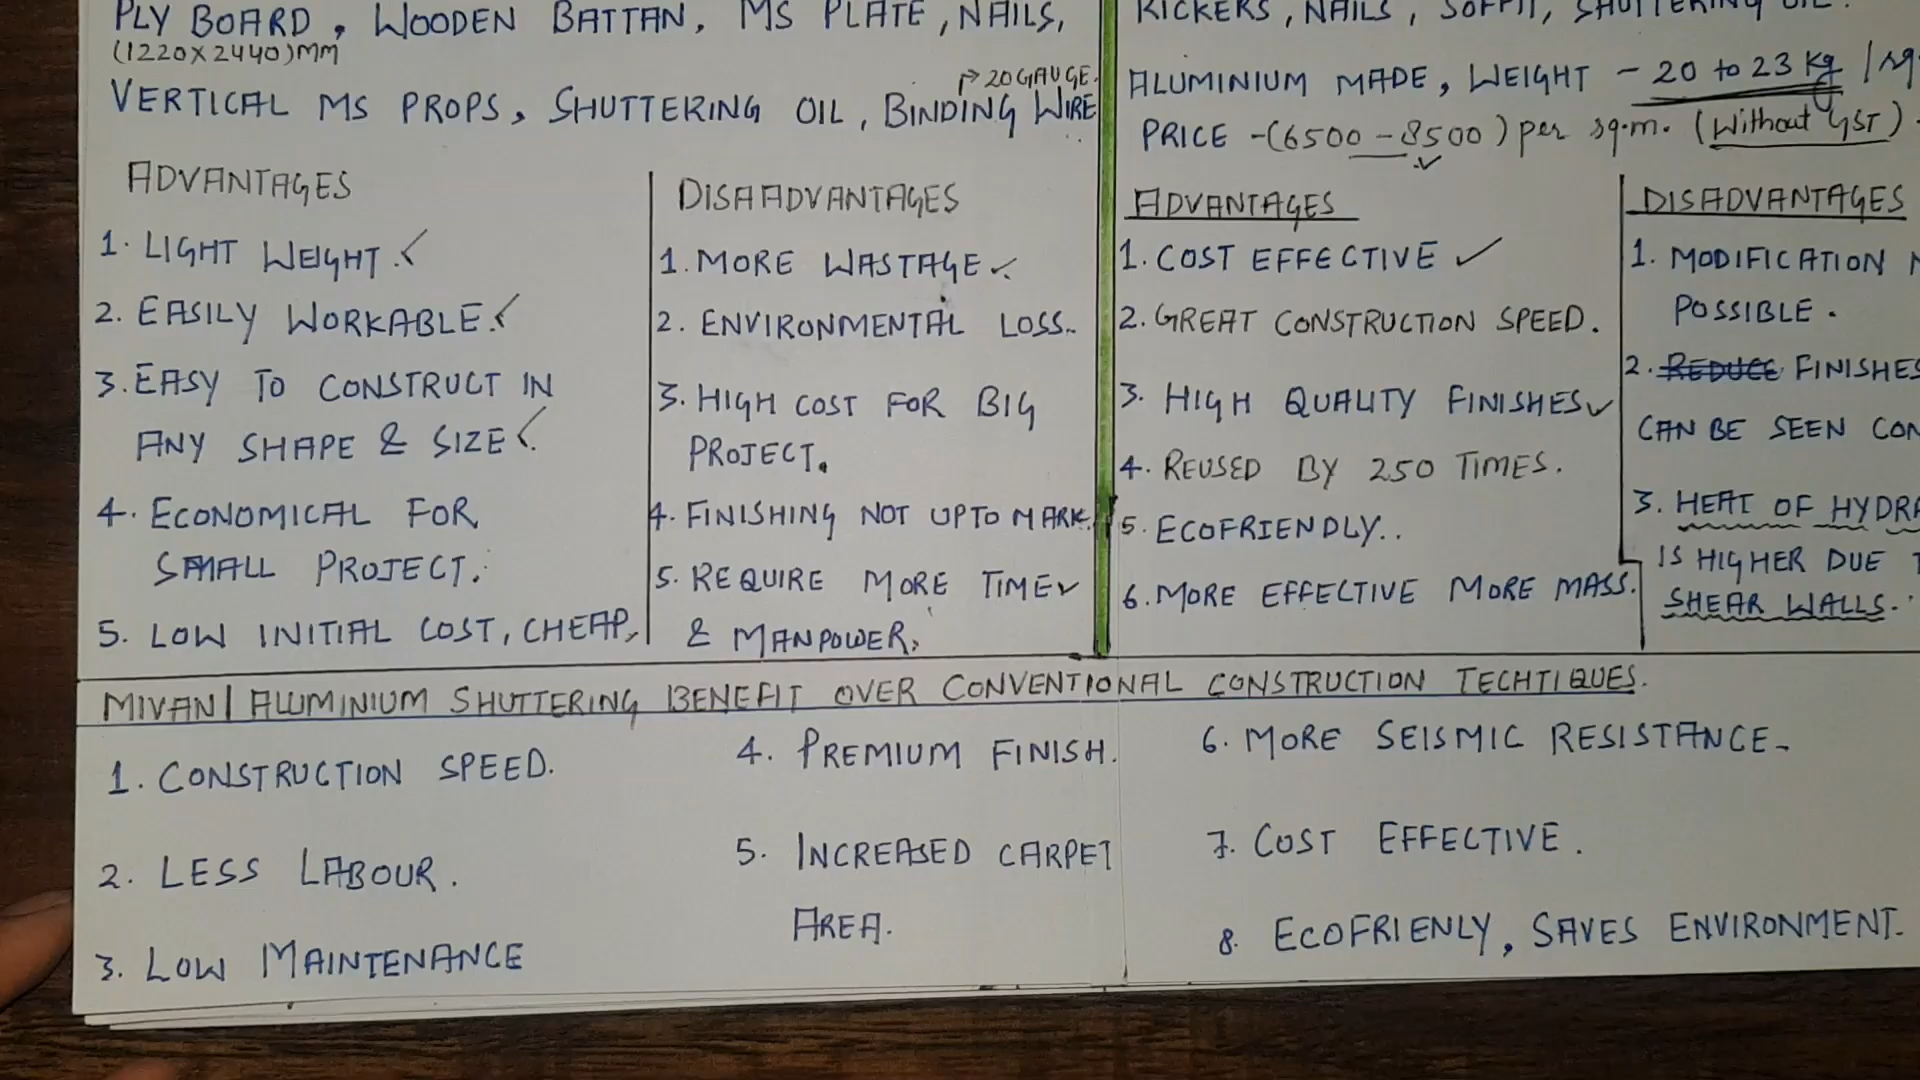 PLY BOARD, WOODEN BATTAN, MS PLATE, NAILS,
(1220X2440)MM
20 GAUGE.
VERTICAL MS PROPS, SHUTTERING OIL, BINDING WIRE
ADVANTAGES
1. LIGHT WEIGHT.
2. EASILY WORKABLE.
3. EASY TO CONSTRUCT IN
ANY SHAPE & SIZE.
4. ECONOMICAL FOR
SMALL PROJECT.
5. LOW INITIAL COST, CHEAP,
DISAADVANTAGES
1. MORE WASTAGE
2. ENVIRONMENTAL LOSS..
3. HIGH COST FOR BIG
PROJECT.
4. FINISHING NOT UPTO MARK.
5. REQUIRE MORE TIME
& MANPOWER.
KICKERS, NAILS, SOFFIT, SHUTTERING OIL.
ALUMINIUM MADE, WEIGHT - 20 to 23 Kg /
PRICE -(6500 - 8500) per sq.m. (Without GST)
ADVANTAGES
1. COST EFFECTIVE
2. GREAT CONSTRUCTION SPEED.
3. HIGH QUALITY FINISHES
4. REUSED BY 250 TIMES.
5. ECOFRIENDLY..
6. MORE EFFECTIVE MORE MASS.
DISADVANTAGES
1. MODIFICATION
POSSIBLE.
2. REDUCE FINISHES
CAN BE SEEN
3. HEAT OF
IS HIGHER DUE
SHEAR WALLS.
MIVAN/ALUMINIUM SHUTTERING BENEFIT OVER CONVENTIONAL CONSTRUCTION TECHTIQUES.
1. CONSTRUCTION SPEED.
2. LESS LABOUR.
3. LOW MAINTENANCE
4. PREMIUM FINISH.
5. INCREASED CARPET
AREA.
6. MORE SEISMIC RESISTANCE.
7. COST EFFECTIVE.
8. ECOFRIENLY, SAVES ENVIRONMENT.